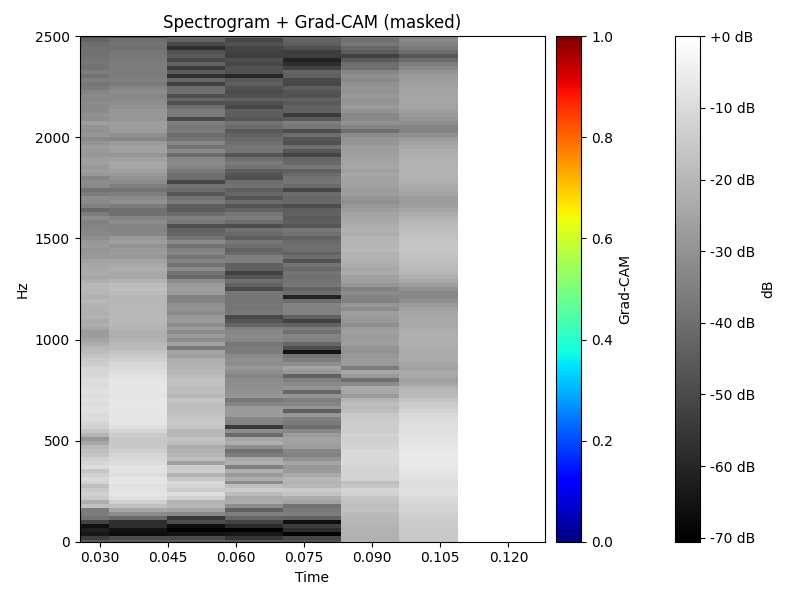 Spectrogram + Grad-CAM (masked)
2500
2000
1500
1000
500
0
Hz
0.030
0.045
0.060
0.075
0.090
0.105
0.120
Time
1.0
0.8
0.6
0.4
0.2
0.0
Grad-CAM
+0 dB
-10 dB
-20 dB
-30 dB
-40 dB
-50 dB
-60 dB
-70 dB
dB